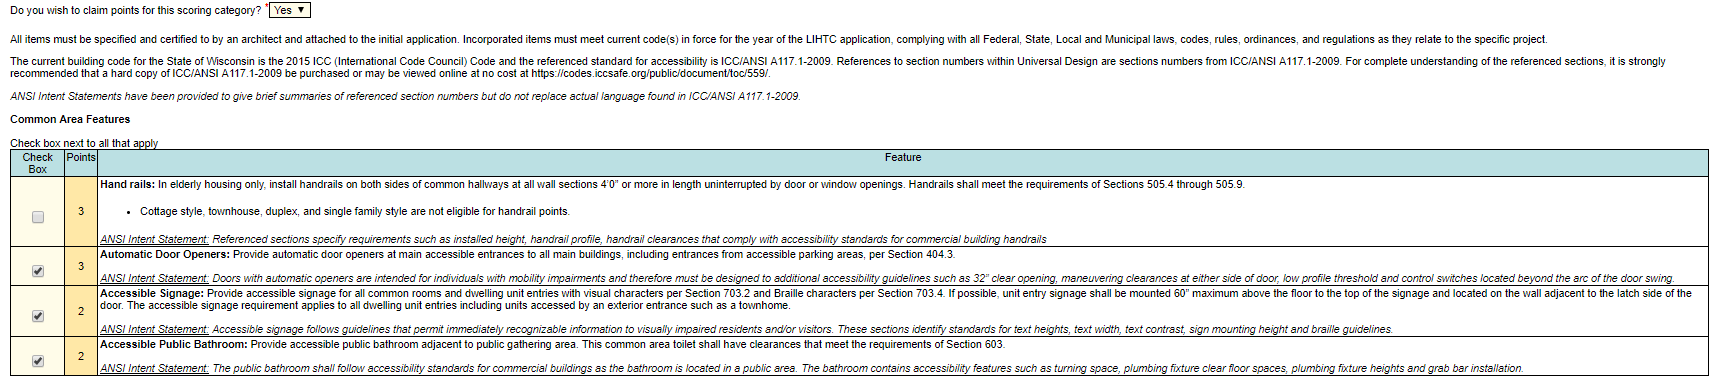 Do you wish to claim points for this scoring category? * Yes ▼
All items must be specified and certified to by an architect and attached to the initial application. Incorporated items must meet current code(s) in force for the year of the LIHTC application, complying with all Federal, State, Local and Municipal laws, codes, rules, ordinances, and regulations as they relate to the specific project.
The current building code for the State of Wisconsin is the 2015 ICC (International Code Council) Code and the referenced standard for accessibility is ICC/ANSI A117.1-2009. References to section numbers within Universal Design are sections numbers from ICC/ANSI A117.1-2009. For complete understanding of the referenced sections, it is strongly
recommended that a hard copy of ICC/ANSI A117.1-2009 be purchased or may be viewed online at no cost at https://codes.iccsafe.org/public/document/toc/559/.
ANSI Intent Statements have been provided to give brief summaries of referenced section numbers but do not replace actual language found in ICC/ANSI A117.1-2009.
Common Area Features
Check box next to all that apply
Check Box Points Feature
Hand rails: In elderly housing only, install handrails on both sides of common hallways at all wall sections 4'0" or more in length uninterrupted by door or window openings. Handrails shall meet the requirements of Sections 505.4 through 505.9.
3 • Cottage style, townhouse, duplex, and single family style are not eligible for handrail points.
ANSI Intent Statement: Referenced sections specify requirements such as installed height, handrail profile, handrail clearances that comply with accessibility standards for commercial building handrails
3 Automatic Door Openers: Provide automatic door openers at main accessible entrances to all main buildings, including entrances from accessible parking areas, per Section 404.3.
ANSI Intent Statement: Doors with automatic openers are intended for individuals with mobility impairments and therefore must be designed to additional accessibility guidelines such as 32" clear opening, maneuvering clearances at either side of door, low profile threshold and control switches located beyond the arc of the door swing.
2 Accessible Signage: Provide accessible signage for all common rooms and dwelling unit entries with visual characters per Section 703.2 and Braille characters per Section 703.4. If possible, unit entry signage shall be mounted 60" maximum above the floor to the top of the signage and located on the wall adjacent to the latch side of the
door. The accessible signage requirement applies to all dwelling unit entries including units accessed by an exterior entrance such as a townhome.
ANSI Intent Statement: Accessible signage follows guidelines that permit immediately recognizable information to visually impaired residents and/or visitors. These sections identify standards for text heights, text width, text contrast, sign mounting height and braille guidelines.
2 Accessible Public Bathroom: Provide accessible public bathroom adjacent to public gathering area. This common area toilet shall have clearances that meet the requirements of Section 603.
ANSI Intent Statement: The public bathroom shall follow accessibility standards for commercial buildings as the bathroom is located in a public area. The bathroom contains accessibility features such as turning space, plumbing fixture clear floor spaces, plumbing fixture heights and grab bar installation.